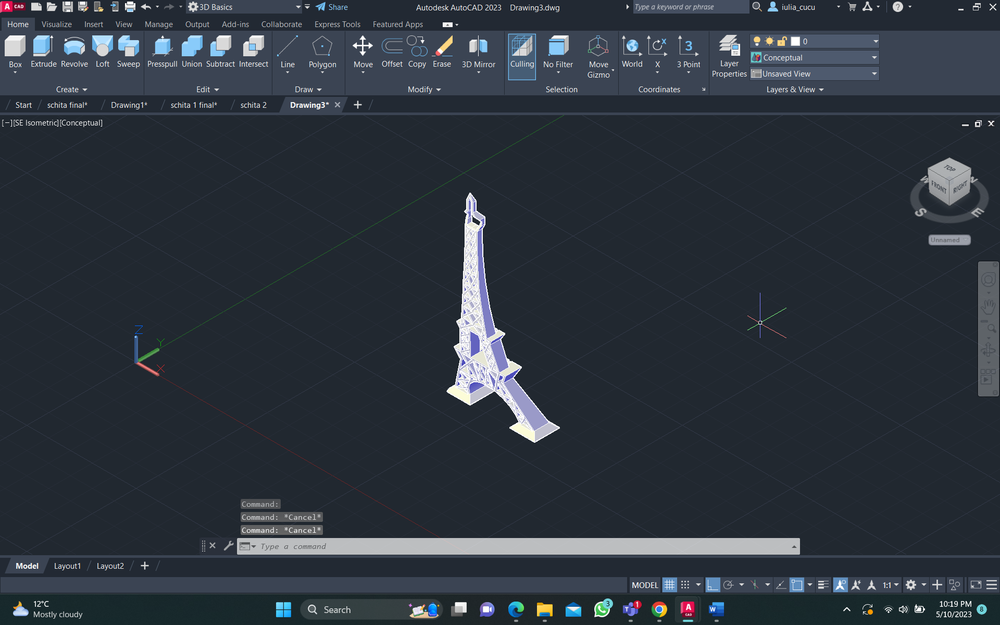 A CAD
3D Basics
Share
Autodesk AutoCAD 2023 Drawing3.dwg
Type a keyword or phrase
iulia_cucu
Home Visualize Insert View Manage Output Add-ins Collaborate Express Tools Featured Apps
Box Extrude Revolve Loft Sweep Presspull Union Subtract Intersect Line Polygon Move Offset Copy Erase 3D Mirror Culling No Filter Move Gizmo World X 3 Point Layer Properties
0
Conceptual
Unsaved View
Create Edit Draw Modify Selection Coordinates Layers & View
Start schita final* Drawing1* schita 1 final* schita 2 Drawing3*
[−][SE Isometric][Conceptual]
TOP
FRONT RIGHT
W N
S E
Unnamed
Z
Y
X
Command:
Command: *Cancel*
Command: *Cancel*
Type a command
Model Layout1 Layout2
MODEL 1:1
12°C
Mostly cloudy
Search
3
1
A CAD
10:19 PM
5/10/2023
8